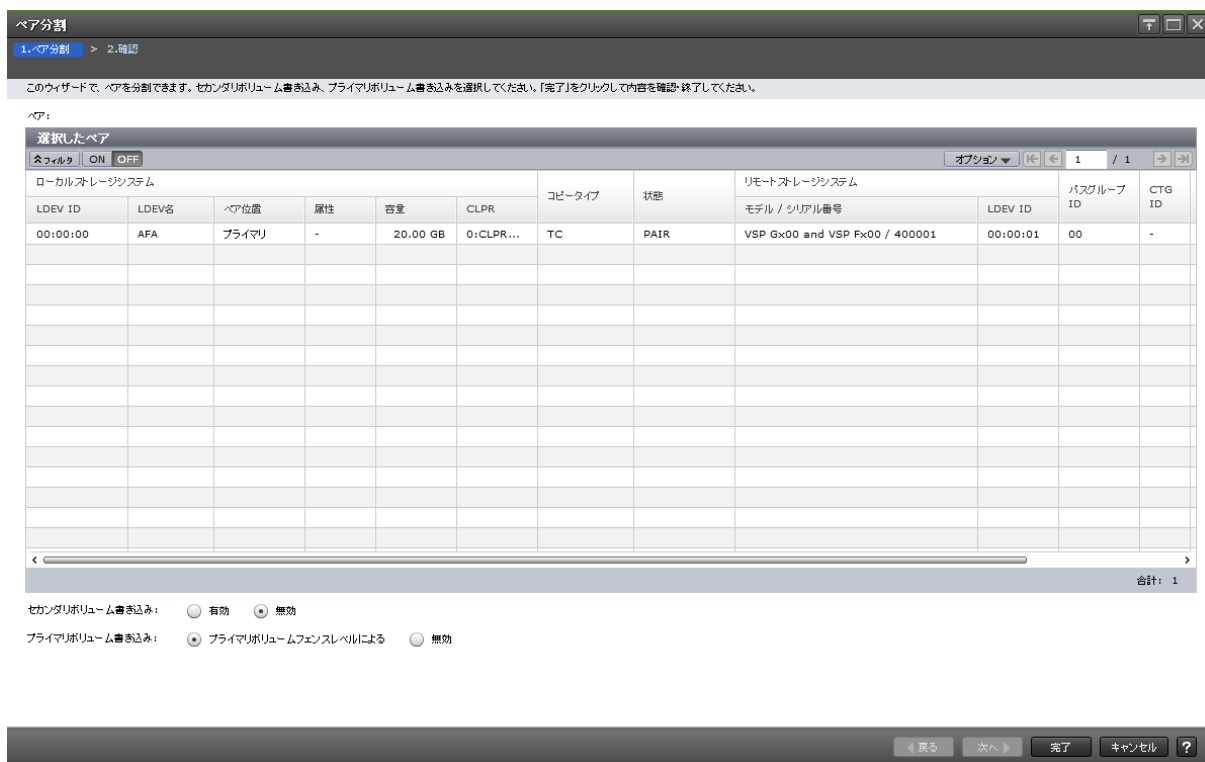 ペア分割
1.ペア分割 > 2.確認
このウィザードで、ペアを分割できます。セカンダリボリューム書き込み、プライマリボリューム書き込みを選択してください。「完了」をクリックして内容を確認・終了してください。
ペア:
選択したペア
フィルタ ON OFF オプション 1 / 1
ローカルストレージシステム コピータイプ 状態 リモートストレージシステム パスグループID CTG ID
LDEV ID LDEV名 ペア位置 属性 容量 CLPR モデル / シリアル番号 LDEV ID
00:00:00 AFA プライマリ - 20.00 GB 0:CLPR... TC PAIR VSP Gx00 and VSP Fx00 / 400001 00:00:01 00 -
合計: 1
セカンダリボリューム書き込み: 有効 無効
プライマリボリューム書き込み: プライマリボリュームフェンスレベルによる 無効
戻る 次へ 完了 キャンセル ?